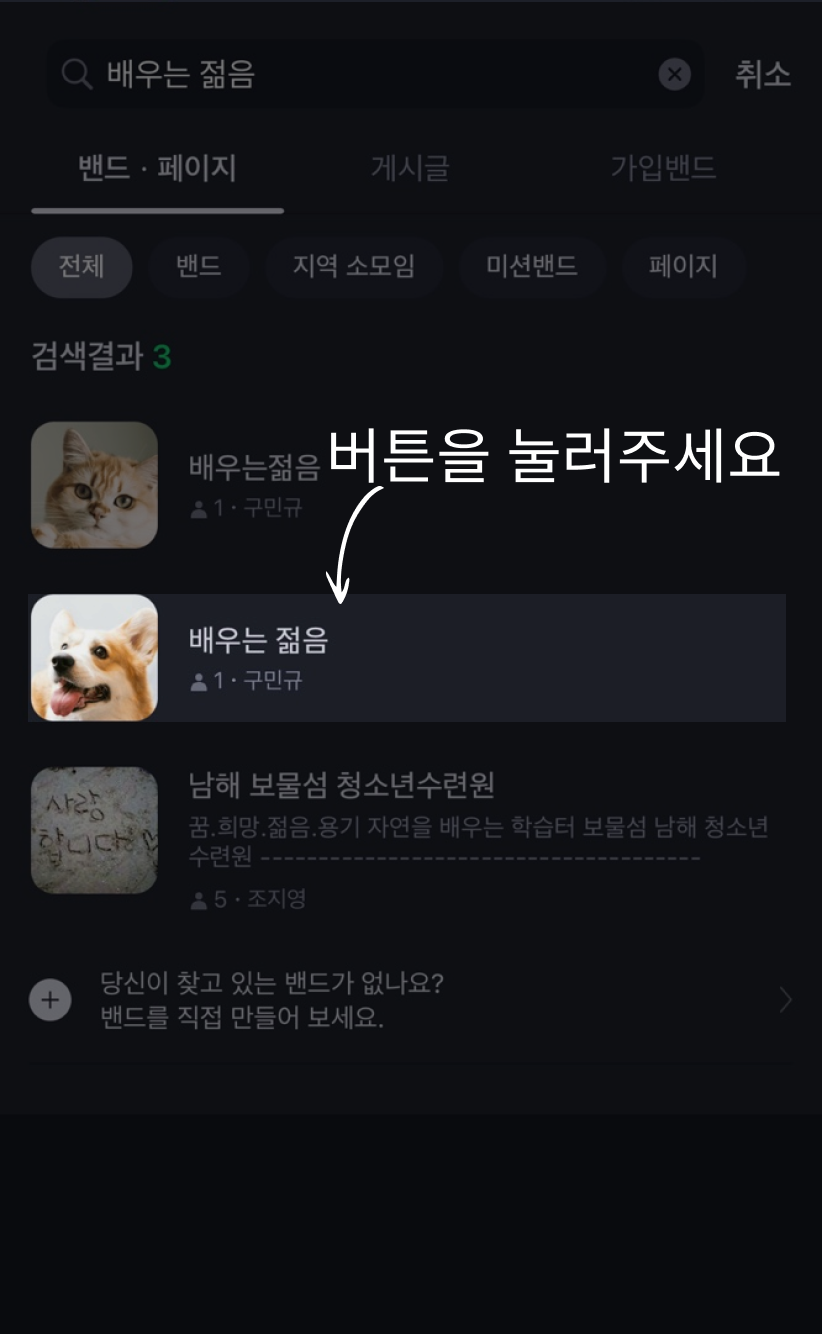 배우는 젊음
취소
밴드 · 페이지
게시글
가입밴드
전체
밴드
지역 소모임
미션밴드
페이지
검색결과 3
배우는젊음
버튼을 눌러주세요
1 · 구민규
배우는 젊음
1 · 구민규
사랑
합니다
남해 보물섬 청소년수련원
꿈.희망.젊음.용기 자연을 배우는 학습터 보물섬 남해 청소년
수련원 ---------------------------------------
5 · 조지영
당신이 찾고 있는 밴드가 없나요?
밴드를 직접 만들어 보세요.